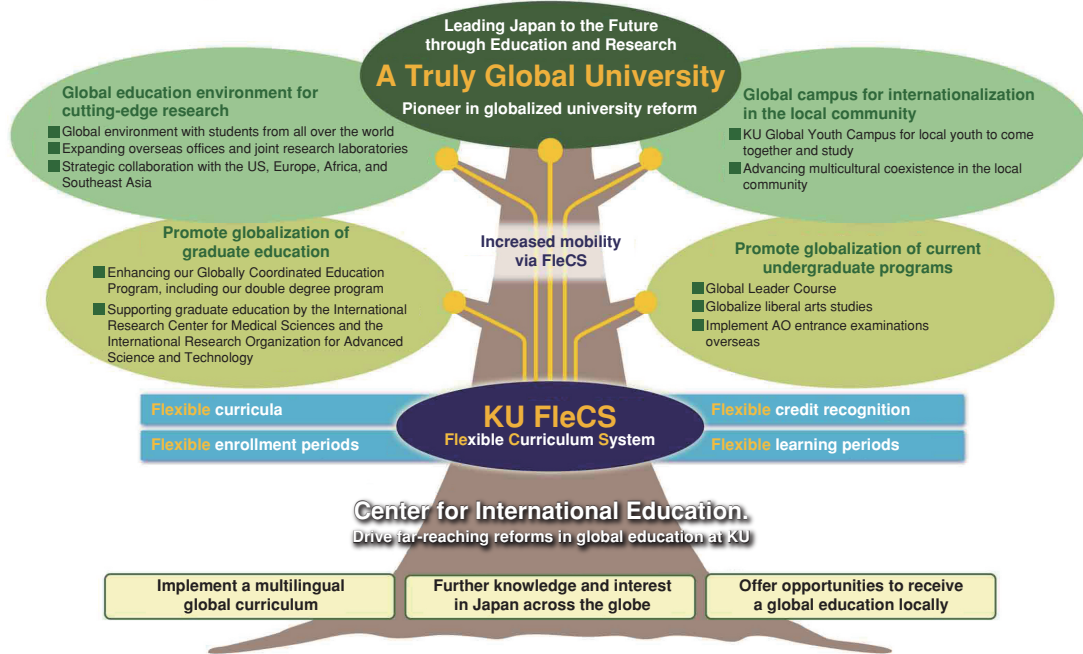 Leading Japan to the Future
through Education and Research
A Truly Global University
Pioneer in globalized university reform
Global education environment for
cutting-edge research
Global environment with students from all over the world
Expanding overseas offices and joint research laboratories
Strategic collaboration with the US, Europe, Africa, and
Southeast Asia
Global campus for internationalization
in the local community
KU Global Youth Campus for local youth to come
together and study
Advancing multicultural coexistence in the local
community
Promote globalization of
graduate education
Enhancing our Globally Coordinated Education
Program, including our double degree program
Supporting graduate education by the International
Research Center for Medical Sciences and the
International Research Organization for Advanced
Science and Technology
Increased mobility
via FleCS
Promote globalization of current
undergraduate programs
Global Leader Course
Globalize liberal arts studies
Implement AO entrance examinations
overseas
Flexible curricula
Flexible enrollment periods
KU FleCS
Flexible Curriculum System
Flexible credit recognition
Flexible learning periods
Center for International Education.
Drive far-reaching reforms in global education at KU
Implement a multilingual
global curriculum
Further knowledge and interest
in Japan across the globe
Offer opportunities to receive
a global education locally